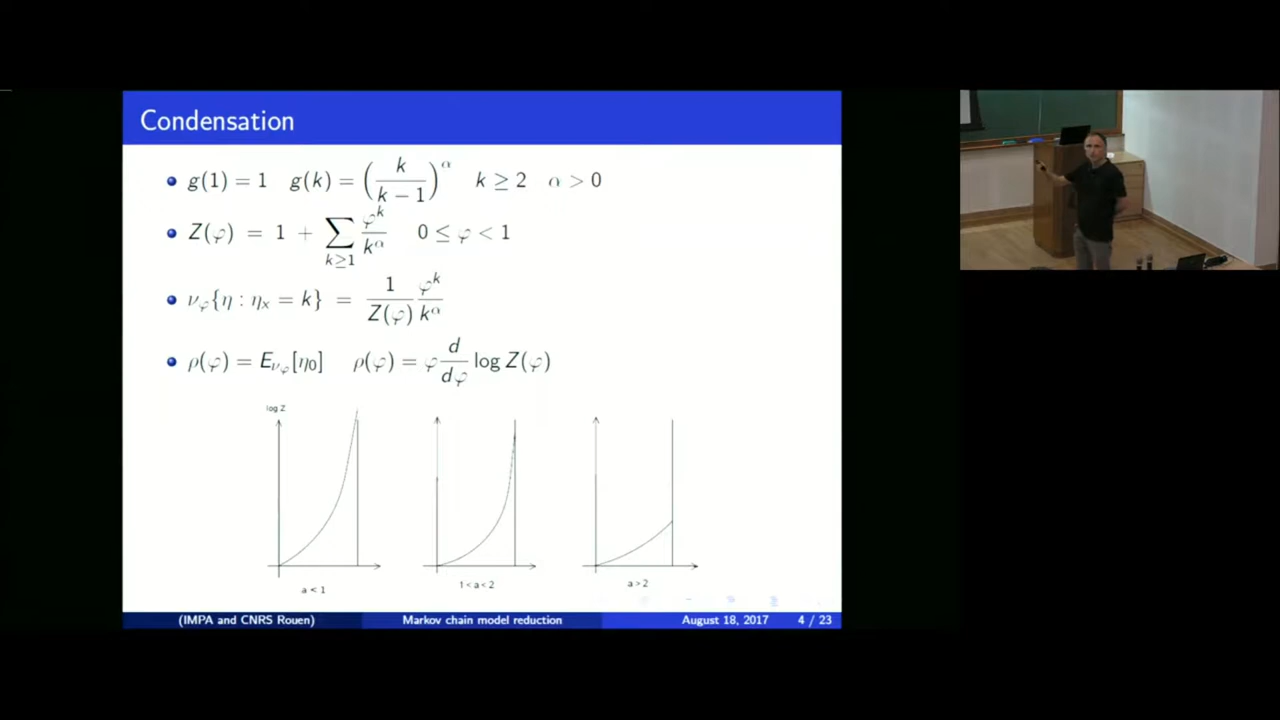 Condensation
g(1) = 1 g(k) = (k/(k − 1))^α k ≥ 2 α > 0
Z(φ) = 1 + ∑_{k≥1} φ^k/k^α 0 ≤ φ < 1
ν_φ{η : η_x = k} = 1/Z(φ) φ^k/k^α
ρ(φ) = E_{ν_φ}[η_0] ρ(φ) = φ d/dφ log Z(φ)
log Z
a < 1 1 < a < 2 a > 2
(IMPA and CNRS Rouen) Markov chain model reduction August 18, 2017 4 / 23